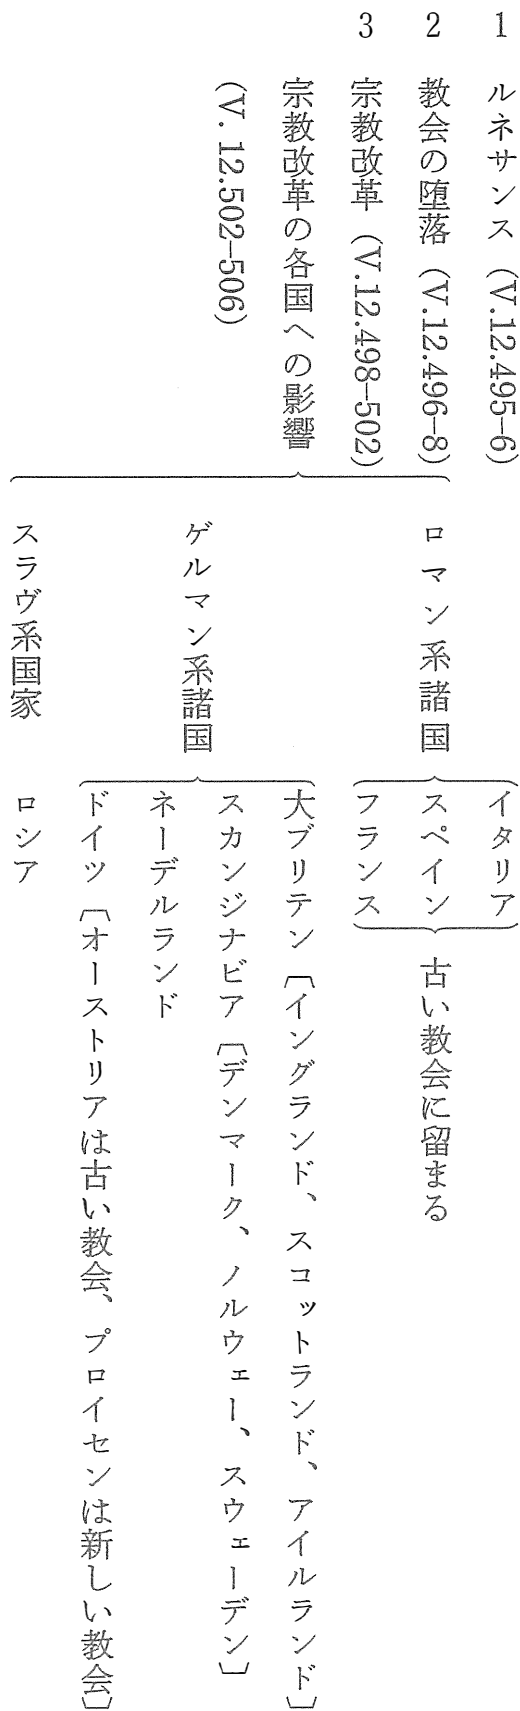 1　ルネサンス（V.12.495-6）
2　教会の堕落（V.12.496-8）
3　宗教改革（V.12.498-502）
宗教改革の各国への影響
（V. 12.502-506）
ロマン系諸国
イタリア
スペイン
フランス
古い教会に留まる
ゲルマン系諸国
大ブリテン〔イングランド、スコットランド、アイルランド〕
スカンジナビア〔デンマーク、ノルウェー、スウェーデン〕
ネーデルランド
ドイツ〔オーストリアは古い教会、プロイセンは新しい教会〕
スラヴ系国家　ロシア